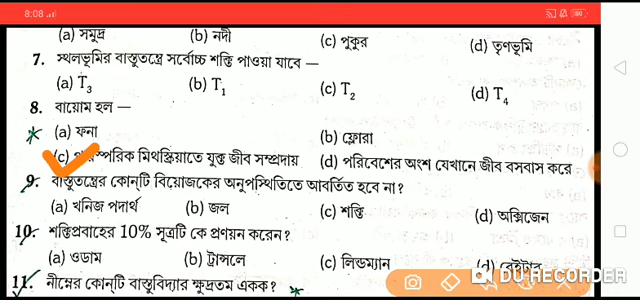 8:08
(a) সমুদ্র (b) নদী (c) পুকুর (d) তৃণভূমি
7. স্থলভূমির বাস্তুতন্ত্রে সর্বোচ্চ শক্তি পাওয়া যাবে —
(a) T3 (b) T1 (c) T2 (d) T4
8. বায়োম হল —
(a) ফনা (b) ফ্লোরা
(c) পারস্পরিক মিথস্ক্রিয়াতে যুক্ত জীব সম্প্রদায় (d) পরিবেশের অংশ যেখানে জীব বসবাস করে
9. বাস্তুতন্ত্রের কোন্‌টি বিয়োজকের অনুপস্থিতিতে আবর্তিত হবে না?
(a) খনিজ পদার্থ (b) জল (c) শক্তি (d) অক্সিজেন
10. শক্তিপ্রবাহের 10% সূত্রটি কে প্রণয়ন করেন?
(a) ওডাম (b) ট্রান্সলে (c) লিন্ডম্যান (d)
DU RECORDER
11. নীম্নের কোন্‌টি বাস্তুবিদ্যার ক্ষুদ্রতম একক?